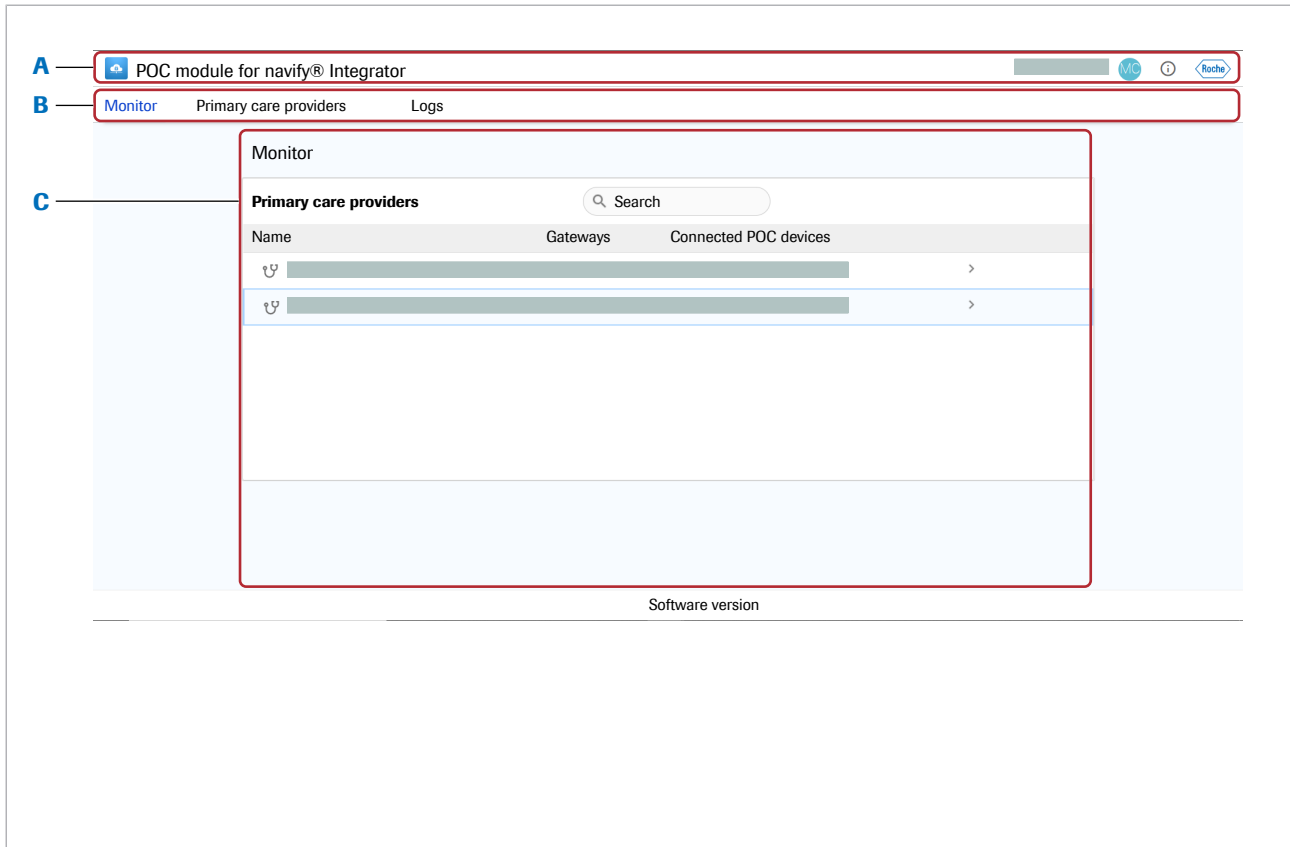 A
POC module for navify® Integrator
MC
Roche
B
Monitor Primary care providers Logs
Monitor
C
Primary care providers Search
Name Gateways Connected POC devices
Software version